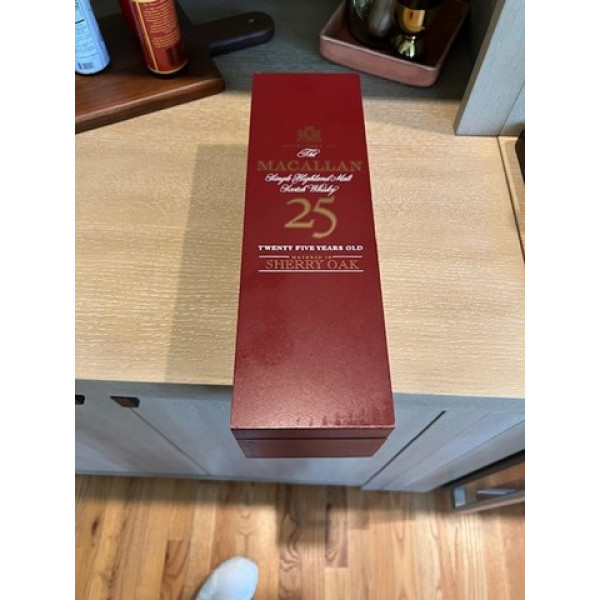 The
MACALLAN
Single Highland Malt
Scotch Whisky
25
TWENTY FIVE YEARS OLD
MATURED IN
SHERRY OAK